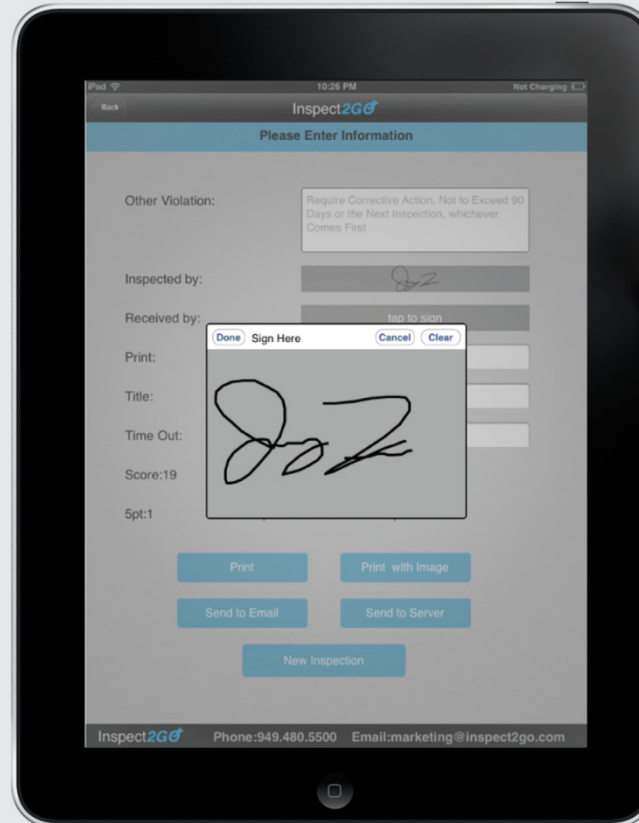 iPad 10:26 PM Not Charging
Back Inspect2GO
Please Enter Information
Other Violation: Require Corrective Action, Not to Exceed 90
Days or the Next Inspection, whichever
Comes First
Inspected by:
Received by: tap to sign
Done Sign Here Cancel Clear
Print:
Title:
Time Out:
Score:19
5pt:1
Print Print with Image
Send to Email Send to Server
New Inspection
Inspect2GO Phone:949.480.5500 Email:marketing@inspect2go.com